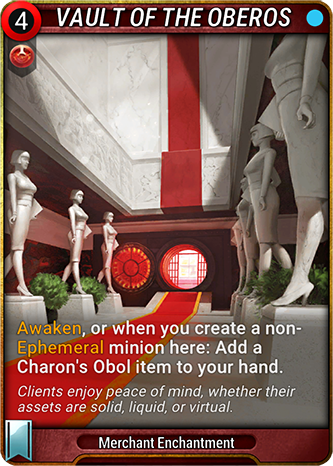 4
VAULT OF THE OBEROS
Awaken, or when you create a non-
Ephemeral minion here: Add a
Charon's Obol item to your hand.
Clients enjoy peace of mind, whether their
assets are solid, liquid, or virtual.
Merchant Enchantment